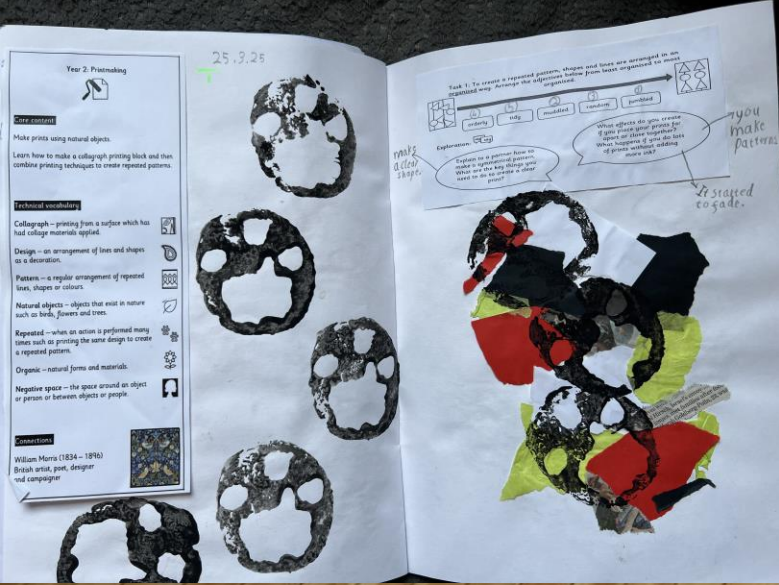 Year 2: Printmaking
Core content:
Make prints using natural objects.
Learn how to make a collagraph printing block and then
combine printing techniques to create repeated patterns.
Technical vocabulary:
Collagraph – printing from a surface which has
had collage materials applied.
Design – an arrangement of lines and shapes
as a decoration.
Pattern – a regular arrangement of repeated
lines, shapes or colours.
Natural objects – objects that exist in nature
such as birds, flowers and trees.
Repeated – when an action is performed many
times such as printing the same design to create
a repeated pattern.
Organic – natural forms and materials.
Negative space – the space around an object
or person or between objects or people.
Connections:
William Morris (1834 – 1896)
British artist, poet, designer
and campaigner
25.3.25
Task 1: To create a repeated pattern, shapes and lines are arranged in an
organised way. Arrange the adjectives below from least organised to most
organised.
orderly
tidy
muddled
random
jumbled
Exploration:
Explain to a partner how to
make a symmetrical pattern.
What are the key things you
need to do to create a clear
print?
make
a clear
shape.
What effects do you create
if you place your prints far
apart or close together?
What happens if you do lots
of prints without adding
more ink?
you
make
patterns
It started
to fade.